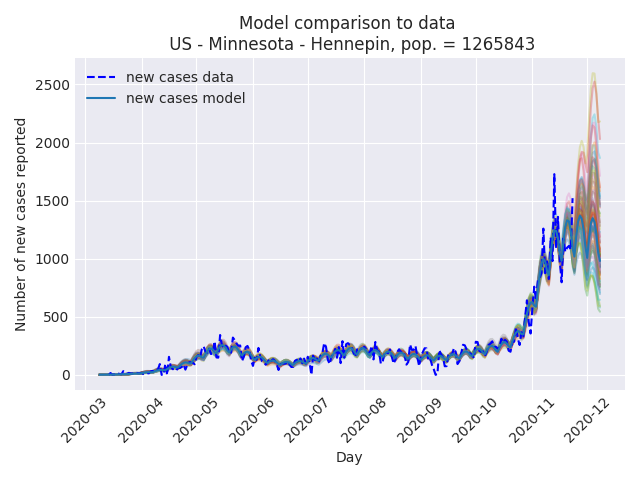 Model comparison to data
US - Minnesota - Hennepin, pop. = 1265843
new cases data
new cases model
Number of new cases reported
2500
2000
1500
1000
500
0
2020-03
2020-04
2020-05
2020-06
2020-07
2020-08
2020-09
2020-10
2020-11
2020-12
Day